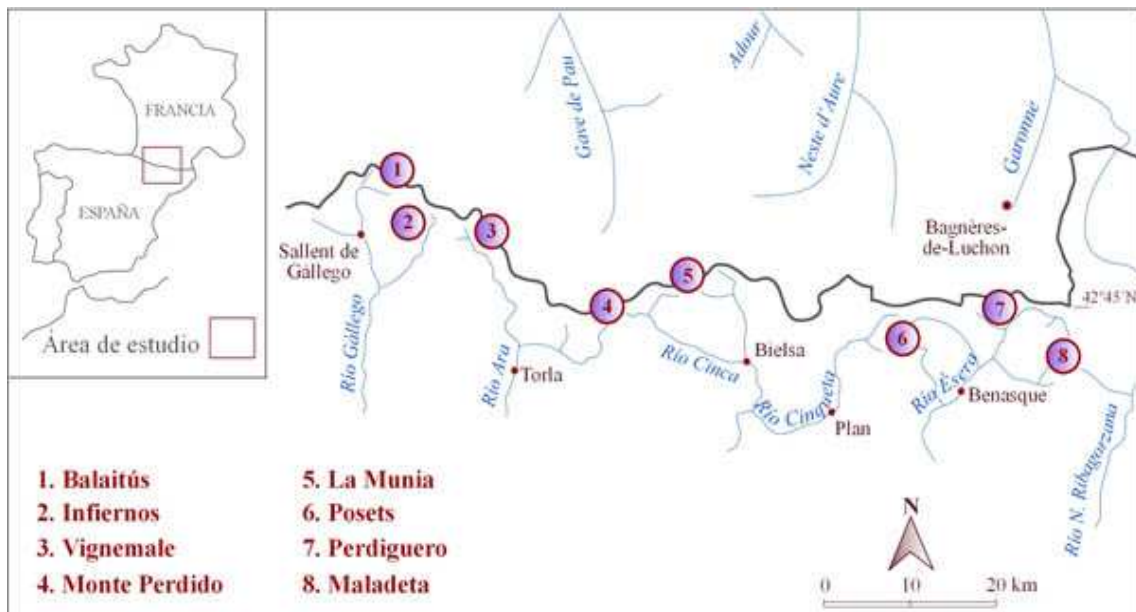 FRANCIA
ESPAÑA
Área de estudio
Gave de Pau
Adour
Neste d'Aure
Garonne
1
2
3
4
5
6
7
8
Sallent de
Gállego
Bagnères-
de-Luchon
42°45'N
Río Gállego
Río Ara
Torla
Río Cinca
Bielsa
Río Cinqueta
Plan
Río Ésera
Benasque
Río N. Ribagorzana
1. Balaitús
2. Infiernos
3. Vignemale
4. Monte Perdido
5. La Munia
6. Posets
7. Perdiguero
8. Maladeta
N
0 10 20 km